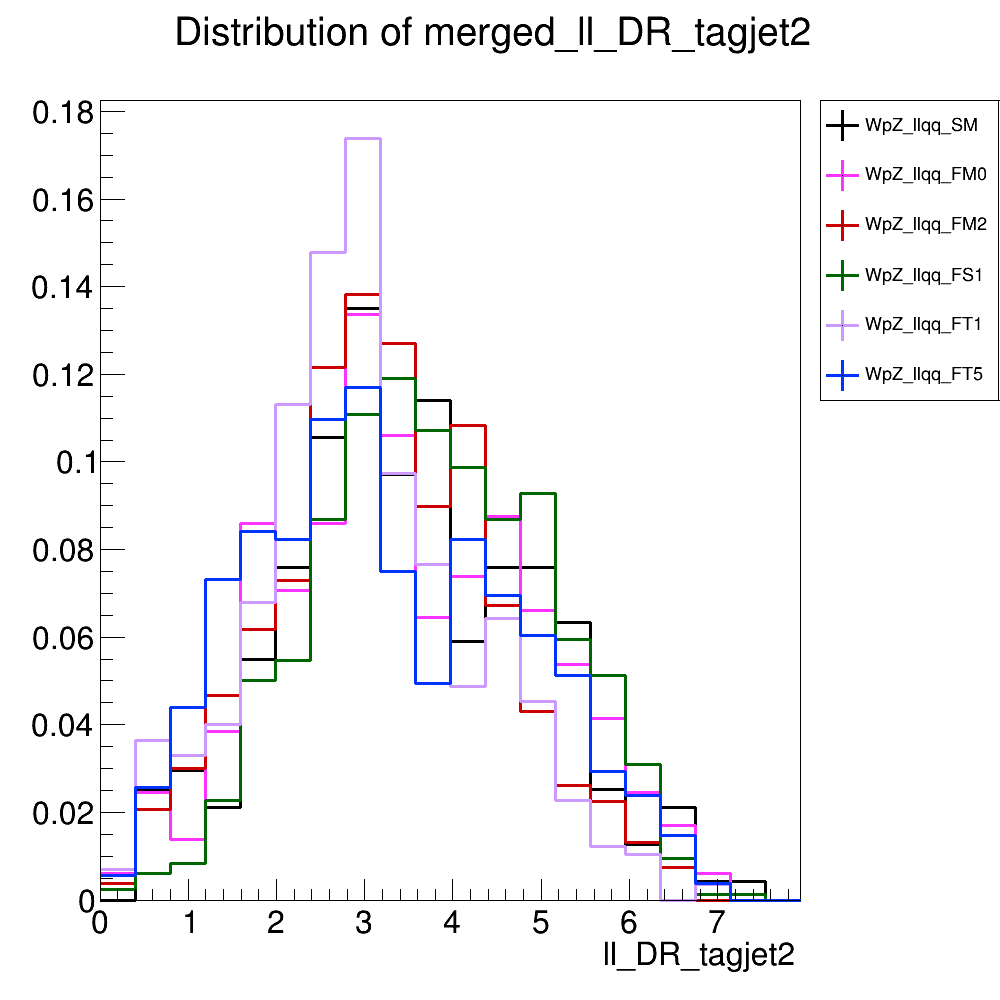 Distribution of merged_ll_DR_tagjet2
0.18
0.16
0.14
0.12
0.1
0.08
0.06
0.04
0.02
0
0 1 2 3 4 5 6 7
ll_DR_tagjet2
WpZ_llqq_SM
WpZ_llqq_FM0
WpZ_llqq_FM2
WpZ_llqq_FS1
WpZ_llqq_FT1
WpZ_llqq_FT5